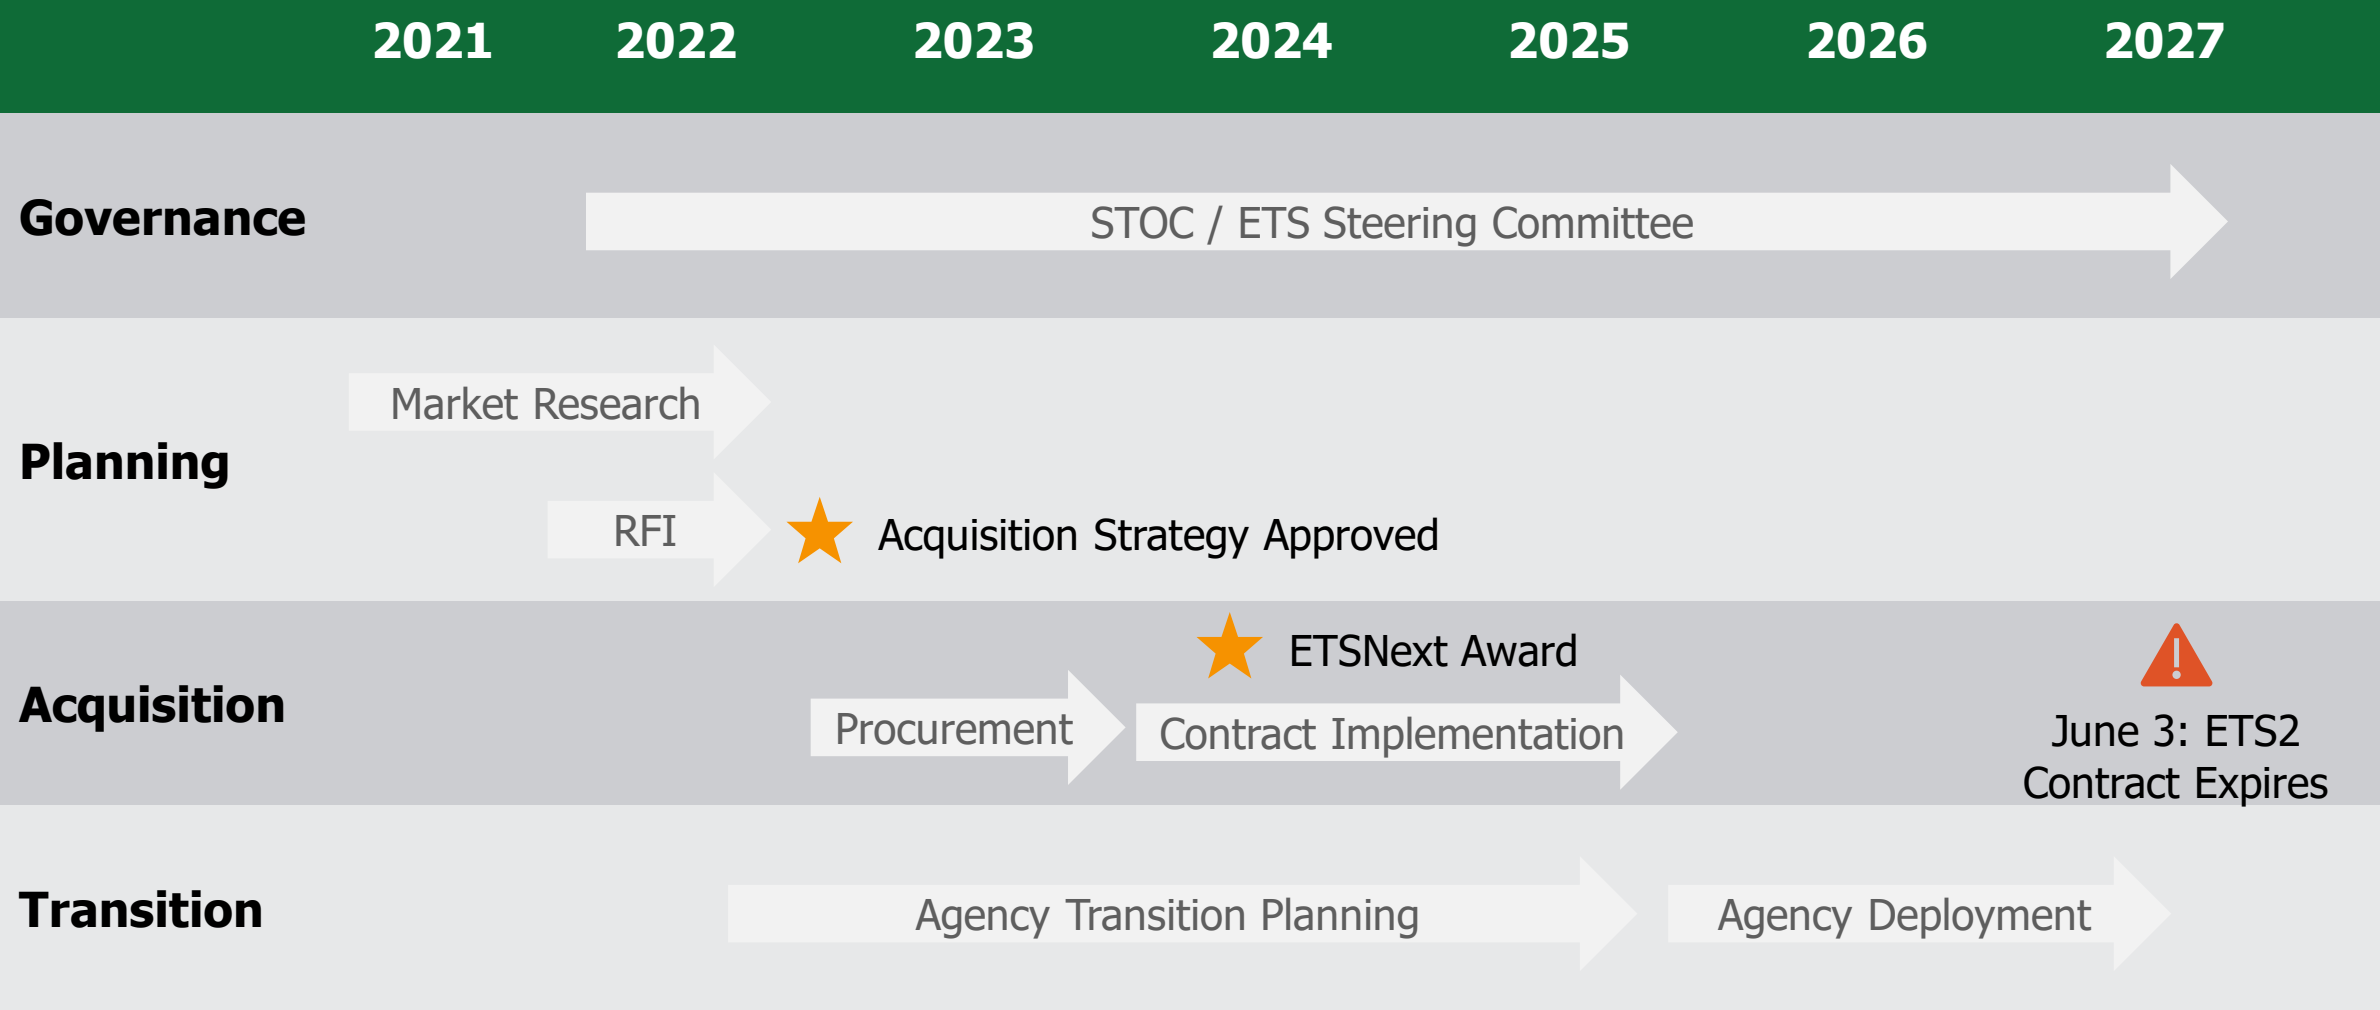 2021 2022 2023 2024 2025 2026 2027
Governance
STOC / ETS Steering Committee
Planning
Market Research
RFI
Acquisition Strategy Approved
Acquisition
ETSNext Award
Procurement
Contract Implementation
June 3: ETS2
Contract Expires
Transition
Agency Transition Planning
Agency Deployment